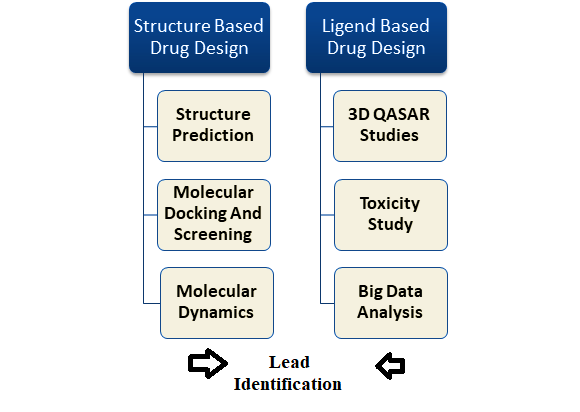 Structure Based
Drug Design
Structure
Prediction
Molecular
Docking And
Screening
Molecular
Dynamics
Ligend Based
Drug Design
3D QASAR
Studies
Toxicity
Study
Big Data
Analysis
Lead
Identification